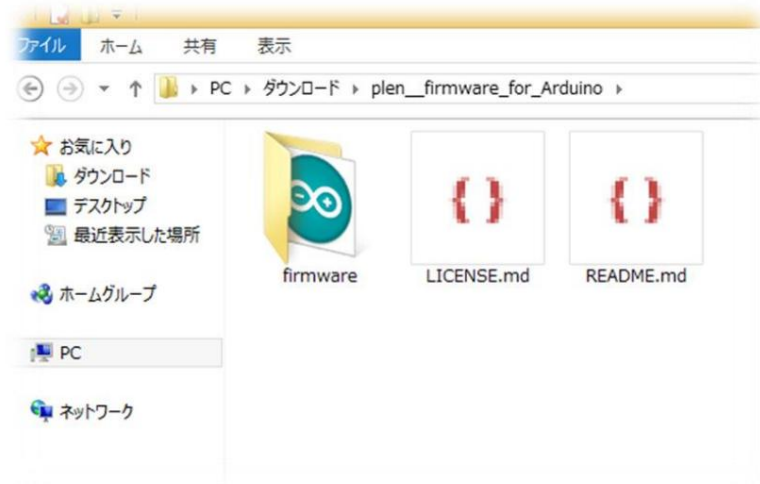 ファイル ホーム 共有 表示
PC ▸ ダウンロード ▸ plen__firmware_for_Arduino ▸
お気に入り
ダウンロード
デスクトップ
最近表示した場所
ホームグループ
PC
ネットワーク
firmware LICENSE.md README.md